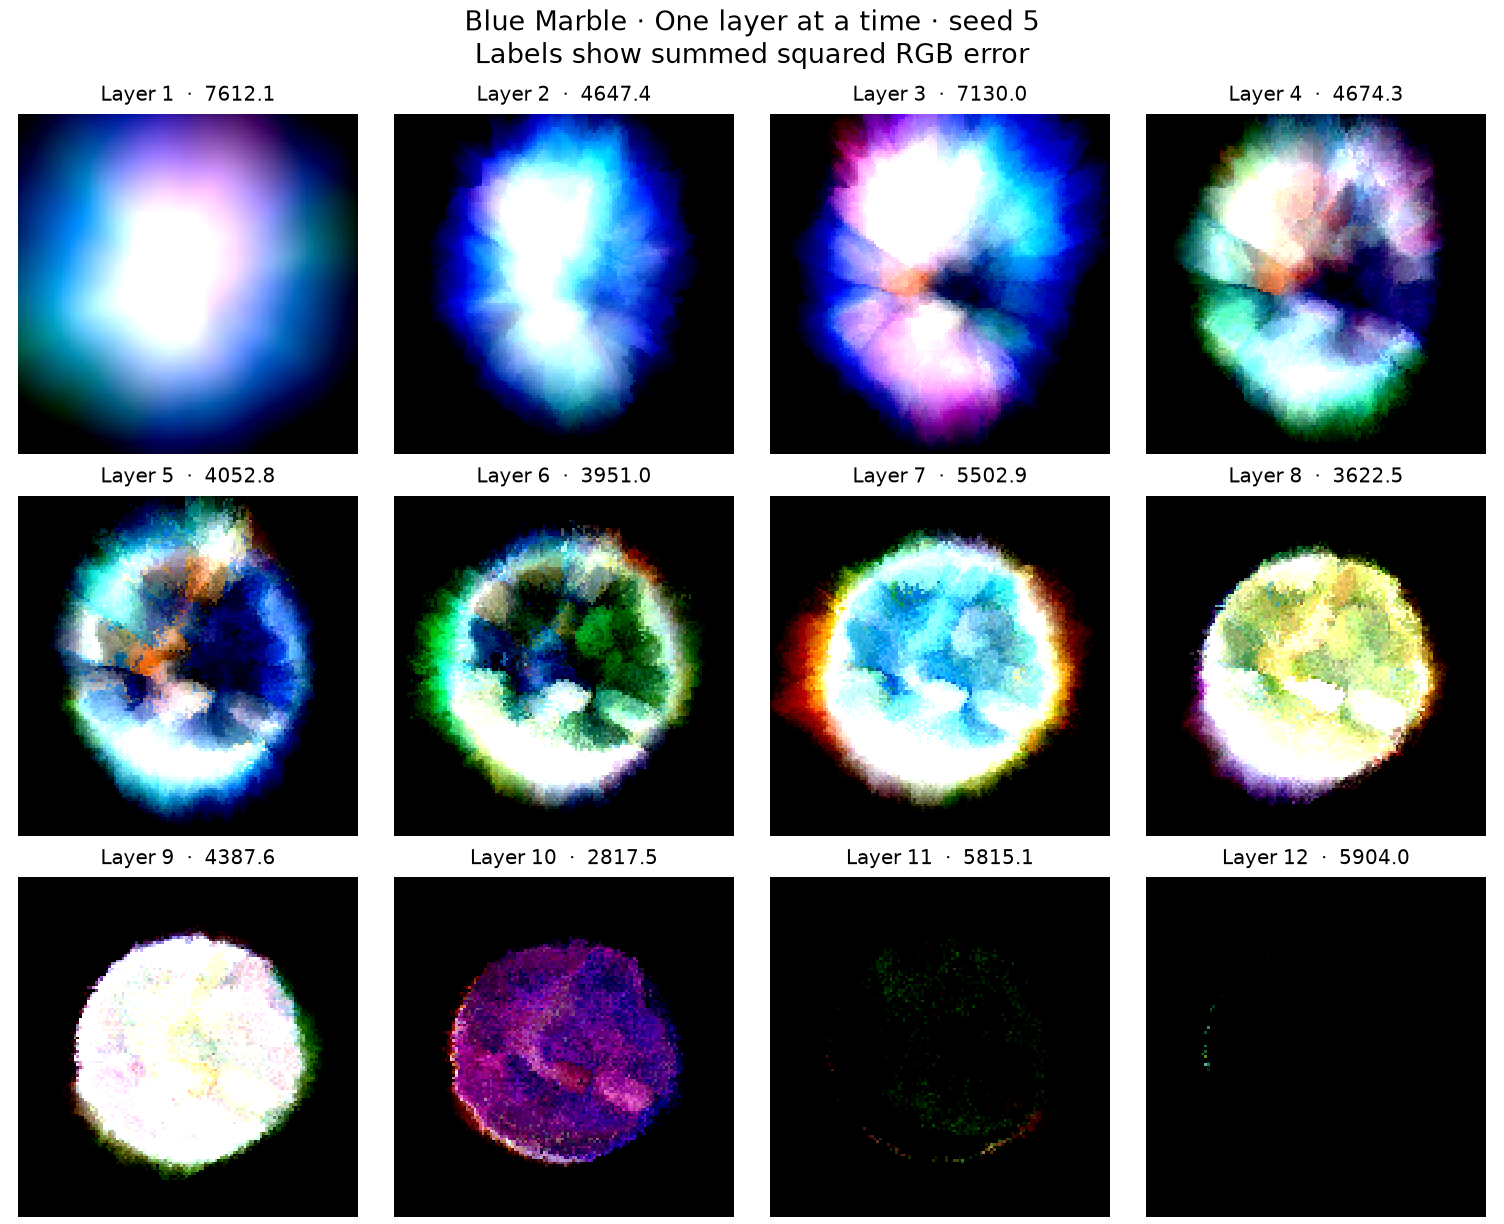 Blue Marble · One layer at a time · seed 5
Labels show summed squared RGB error
Layer 1 · 7612.1
Layer 2 · 4647.4
Layer 3 · 7130.0
Layer 4 · 4674.3
Layer 5 · 4052.8
Layer 6 · 3951.0
Layer 7 · 5502.9
Layer 8 · 3622.5
Layer 9 · 4387.6
Layer 10 · 2817.5
Layer 11 · 5815.1
Layer 12 · 5904.0